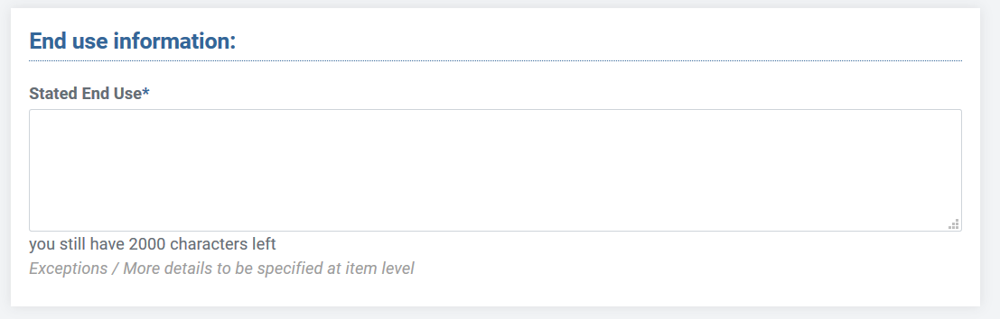 End use information:
Stated End Use*
you still have 2000 characters left
Exceptions / More details to be specified at item level